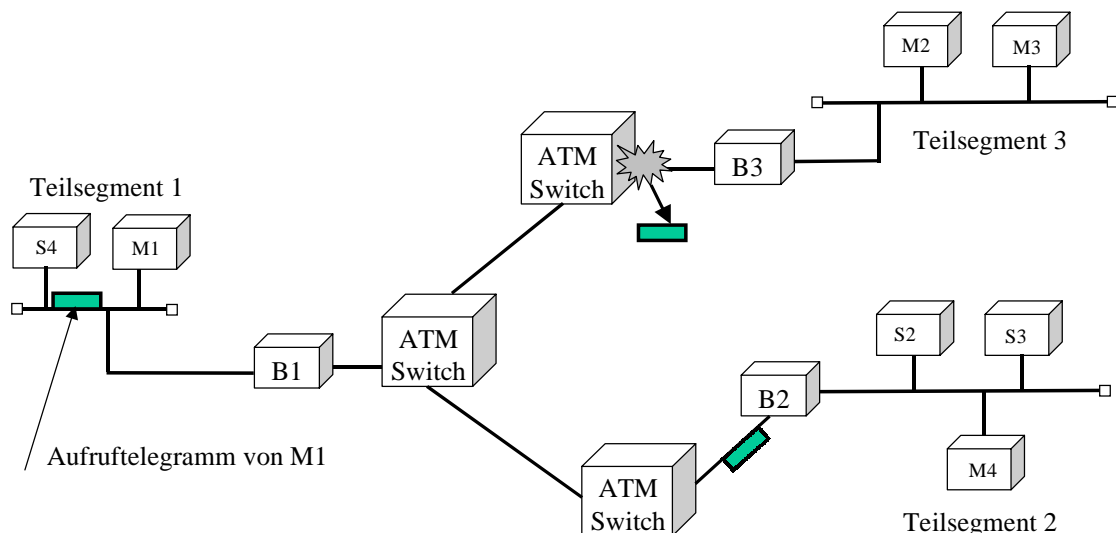 M2
M3
Teilsegment 3
ATM
Switch
B3
Teilsegment 1
S4
M1
ATM
Switch
B1
S2
S3
B2
Aufruftelegramm von M1
M4
ATM
Switch
Teilsegment 2